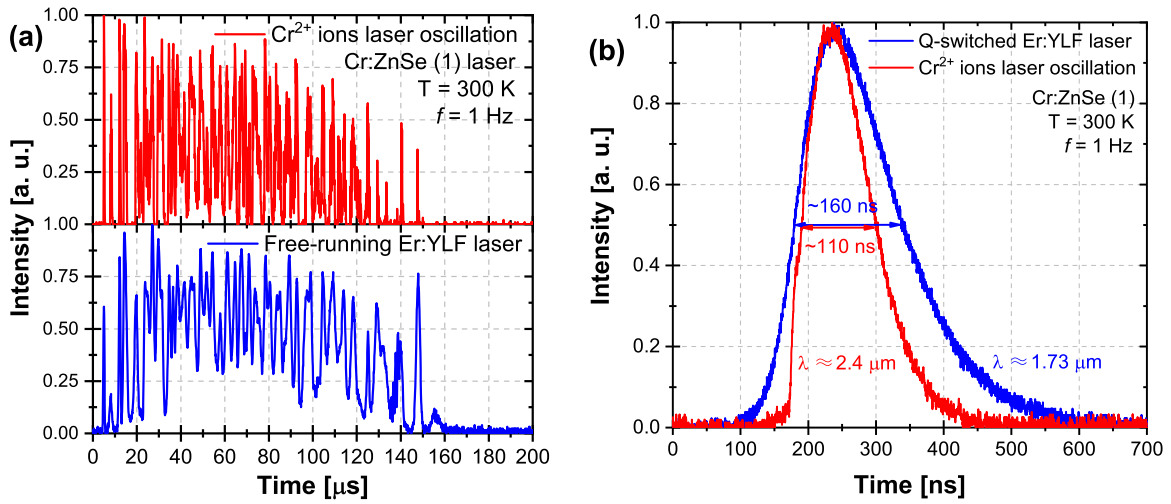 (a)
Cr²⁺ ions laser oscillation
Cr:ZnSe (1) laser
T = 300 K
f = 1 Hz
1.00
0.75
0.50
0.25
1.00
Free-running Er:YLF laser
0.75
0.50
0.25
0.00
Intensity [a. u.]
0 20 40 60 80 100 120 140 160 180 200
Time [μs]
(b)
Q-switched Er:YLF laser
Cr²⁺ ions laser oscillation
Cr:ZnSe (1)
T = 300 K
f = 1 Hz
1.0
0.8
0.6
0.4
0.2
0.0
Intensity [a. u.]
~160 ns
~110 ns
λ ≈ 2.4 μm
λ ≈ 1.73 μm
0 100 200 300 400 500 600 700
Time [ns]